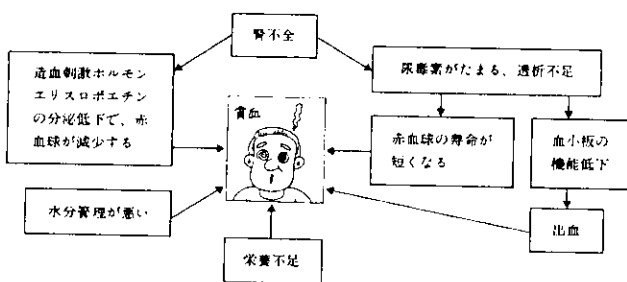 腎不全
造血刺激ホルモン
エリスロポエチン
の分泌低下で、赤
血球が減少する
尿毒素がたまる、透析不足
貧血
赤血球の寿命が
短くなる
血小板の
機能低下
水分管理が悪い
出血
栄養不足